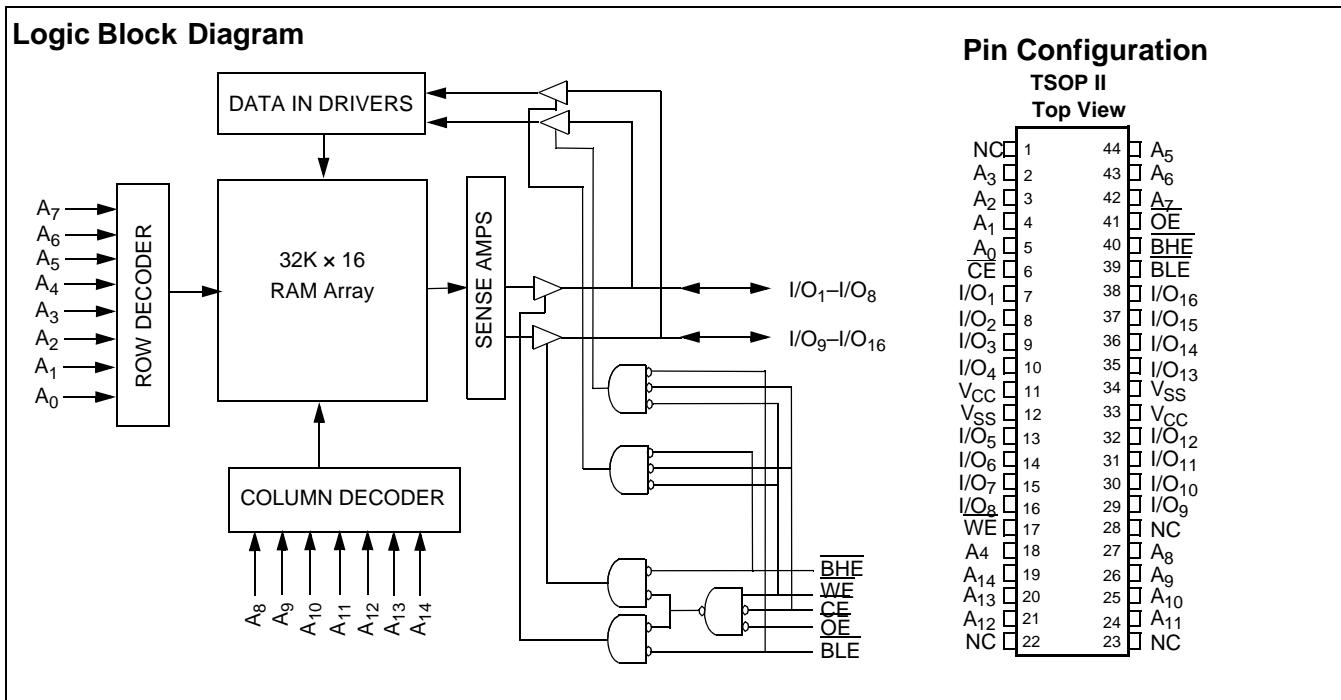 Logic Block Diagram
DATA IN DRIVERS
A7
A6
A5
A4
A3
A2
A1
A0
ROW DECODER
32K × 16
RAM Array
SENSE AMPS
I/O1–I/O8
I/O9–I/O16
COLUMN DECODER
A8
A9
A10
A11
A12
A13
A14
BHE
WE
CE
OE
BLE
Pin Configuration
TSOP II
Top View
NC 1 44 A5
A3 2 43 A6
A2 3 42 A7
A1 4 41 OE
A0 5 40 BHE
CE 6 39 BLE
I/O1 7 38 I/O16
I/O2 8 37 I/O15
I/O3 9 36 I/O14
I/O4 10 35 I/O13
VCC 11 34 VSS
VSS 12 33 VCC
I/O5 13 32 I/O12
I/O6 14 31 I/O11
I/O7 15 30 I/O10
I/O8 16 29 I/O9
WE 17 28 NC
A4 18 27 A8
A14 19 26 A9
A13 20 25 A10
A12 21 24 A11
NC 22 23 NC